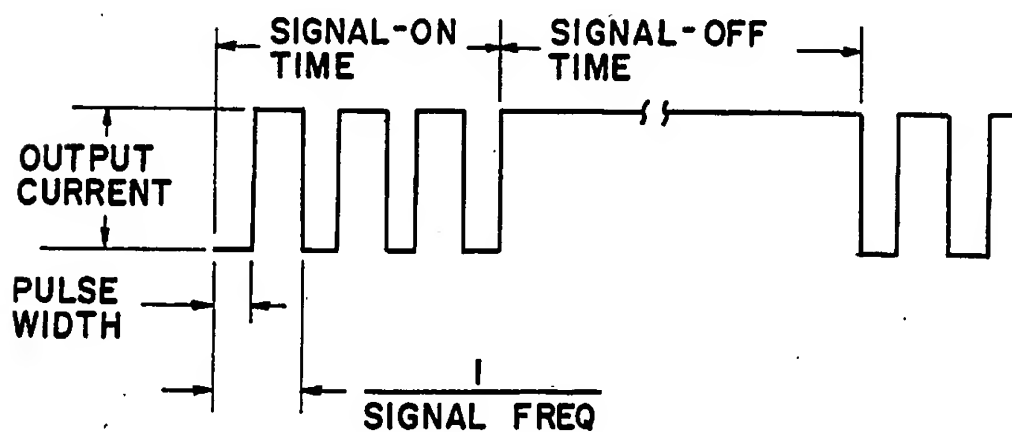 SIGNAL-ON
TIME
SIGNAL-OFF
TIME
OUTPUT
CURRENT
PULSE
WIDTH
1
SIGNAL FREQ